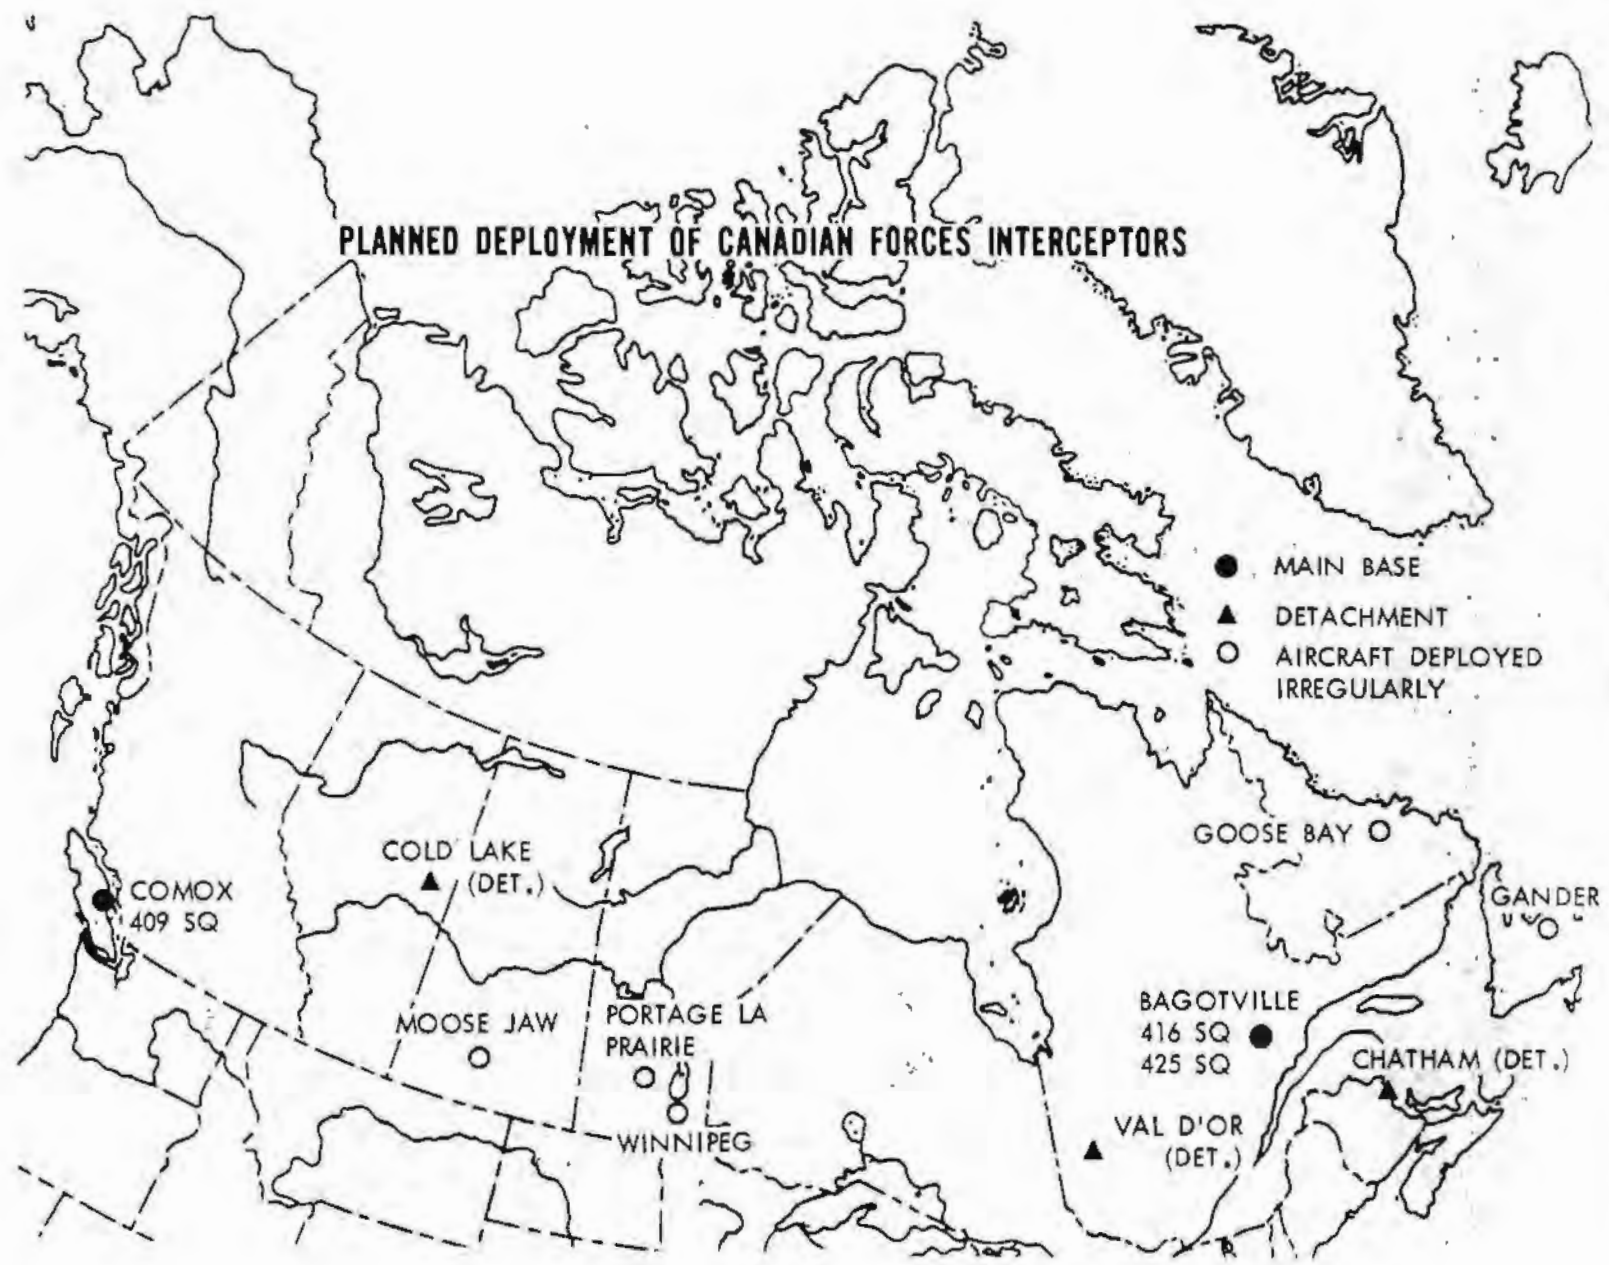 PLANNED DEPLOYMENT OF CANADIAN FORCES INTERCEPTORS
MAIN BASE
DETACHMENT
AIRCRAFT DEPLOYED
IRREGULARLY
GOOSE BAY
COLD LAKE
(DET.)
COMOX
409 SQ
GANDER
BAGOTVILLE
416 SQ
425 SQ
MOOSE JAW
PORTAGE LA
PRAIRIE
CHATHAM (DET.)
VAL D'OR
(DET.)
WINNIPEG